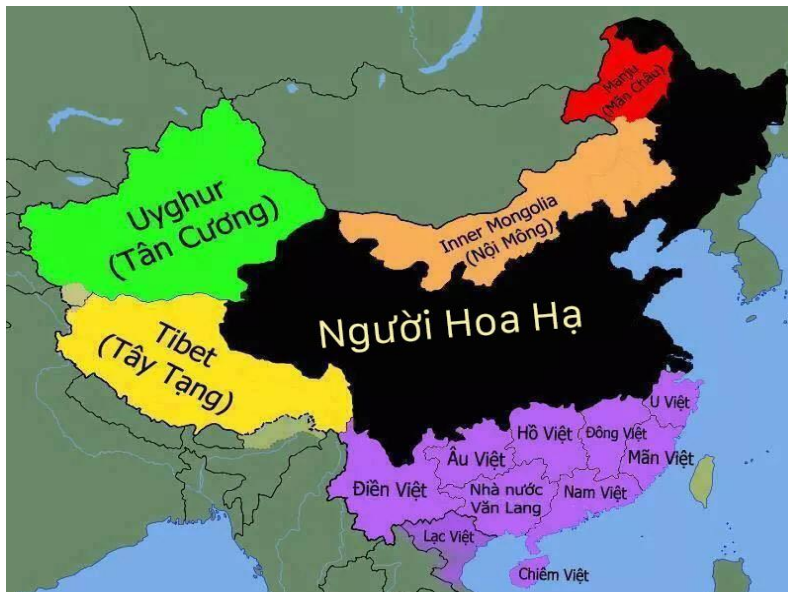 Manju
(Mãn Châu)
Uyghur
(Tân Cương)
Inner Mongolia
(Nội Mông)
Người Hoa Hạ
Tibet
(Tây Tạng)
U Việt
Hồ Việt
Đông Việt
Âu Việt
Mãn Việt
Điền Việt
Nhà nước
Văn Lang
Nam Việt
Lạc Việt
Chiêm Việt